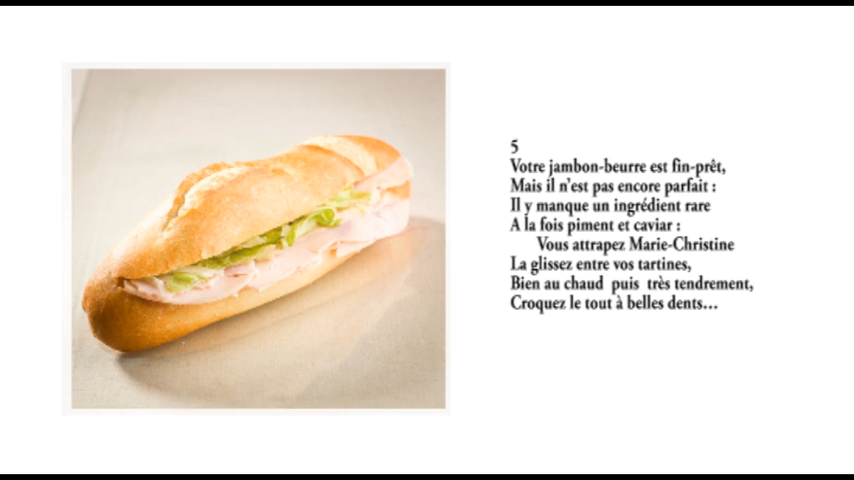 5
Votre jambon-beurre est fin-prêt,
Mais il n'est pas encore parfait :
Il y manque un ingrédient rare
A la fois piment et caviar :
Vous attrapez Marie-Christine
La glissez entre vos tartines,
Bien au chaud puis très tendrement,
Croquez le tout à belles dents...